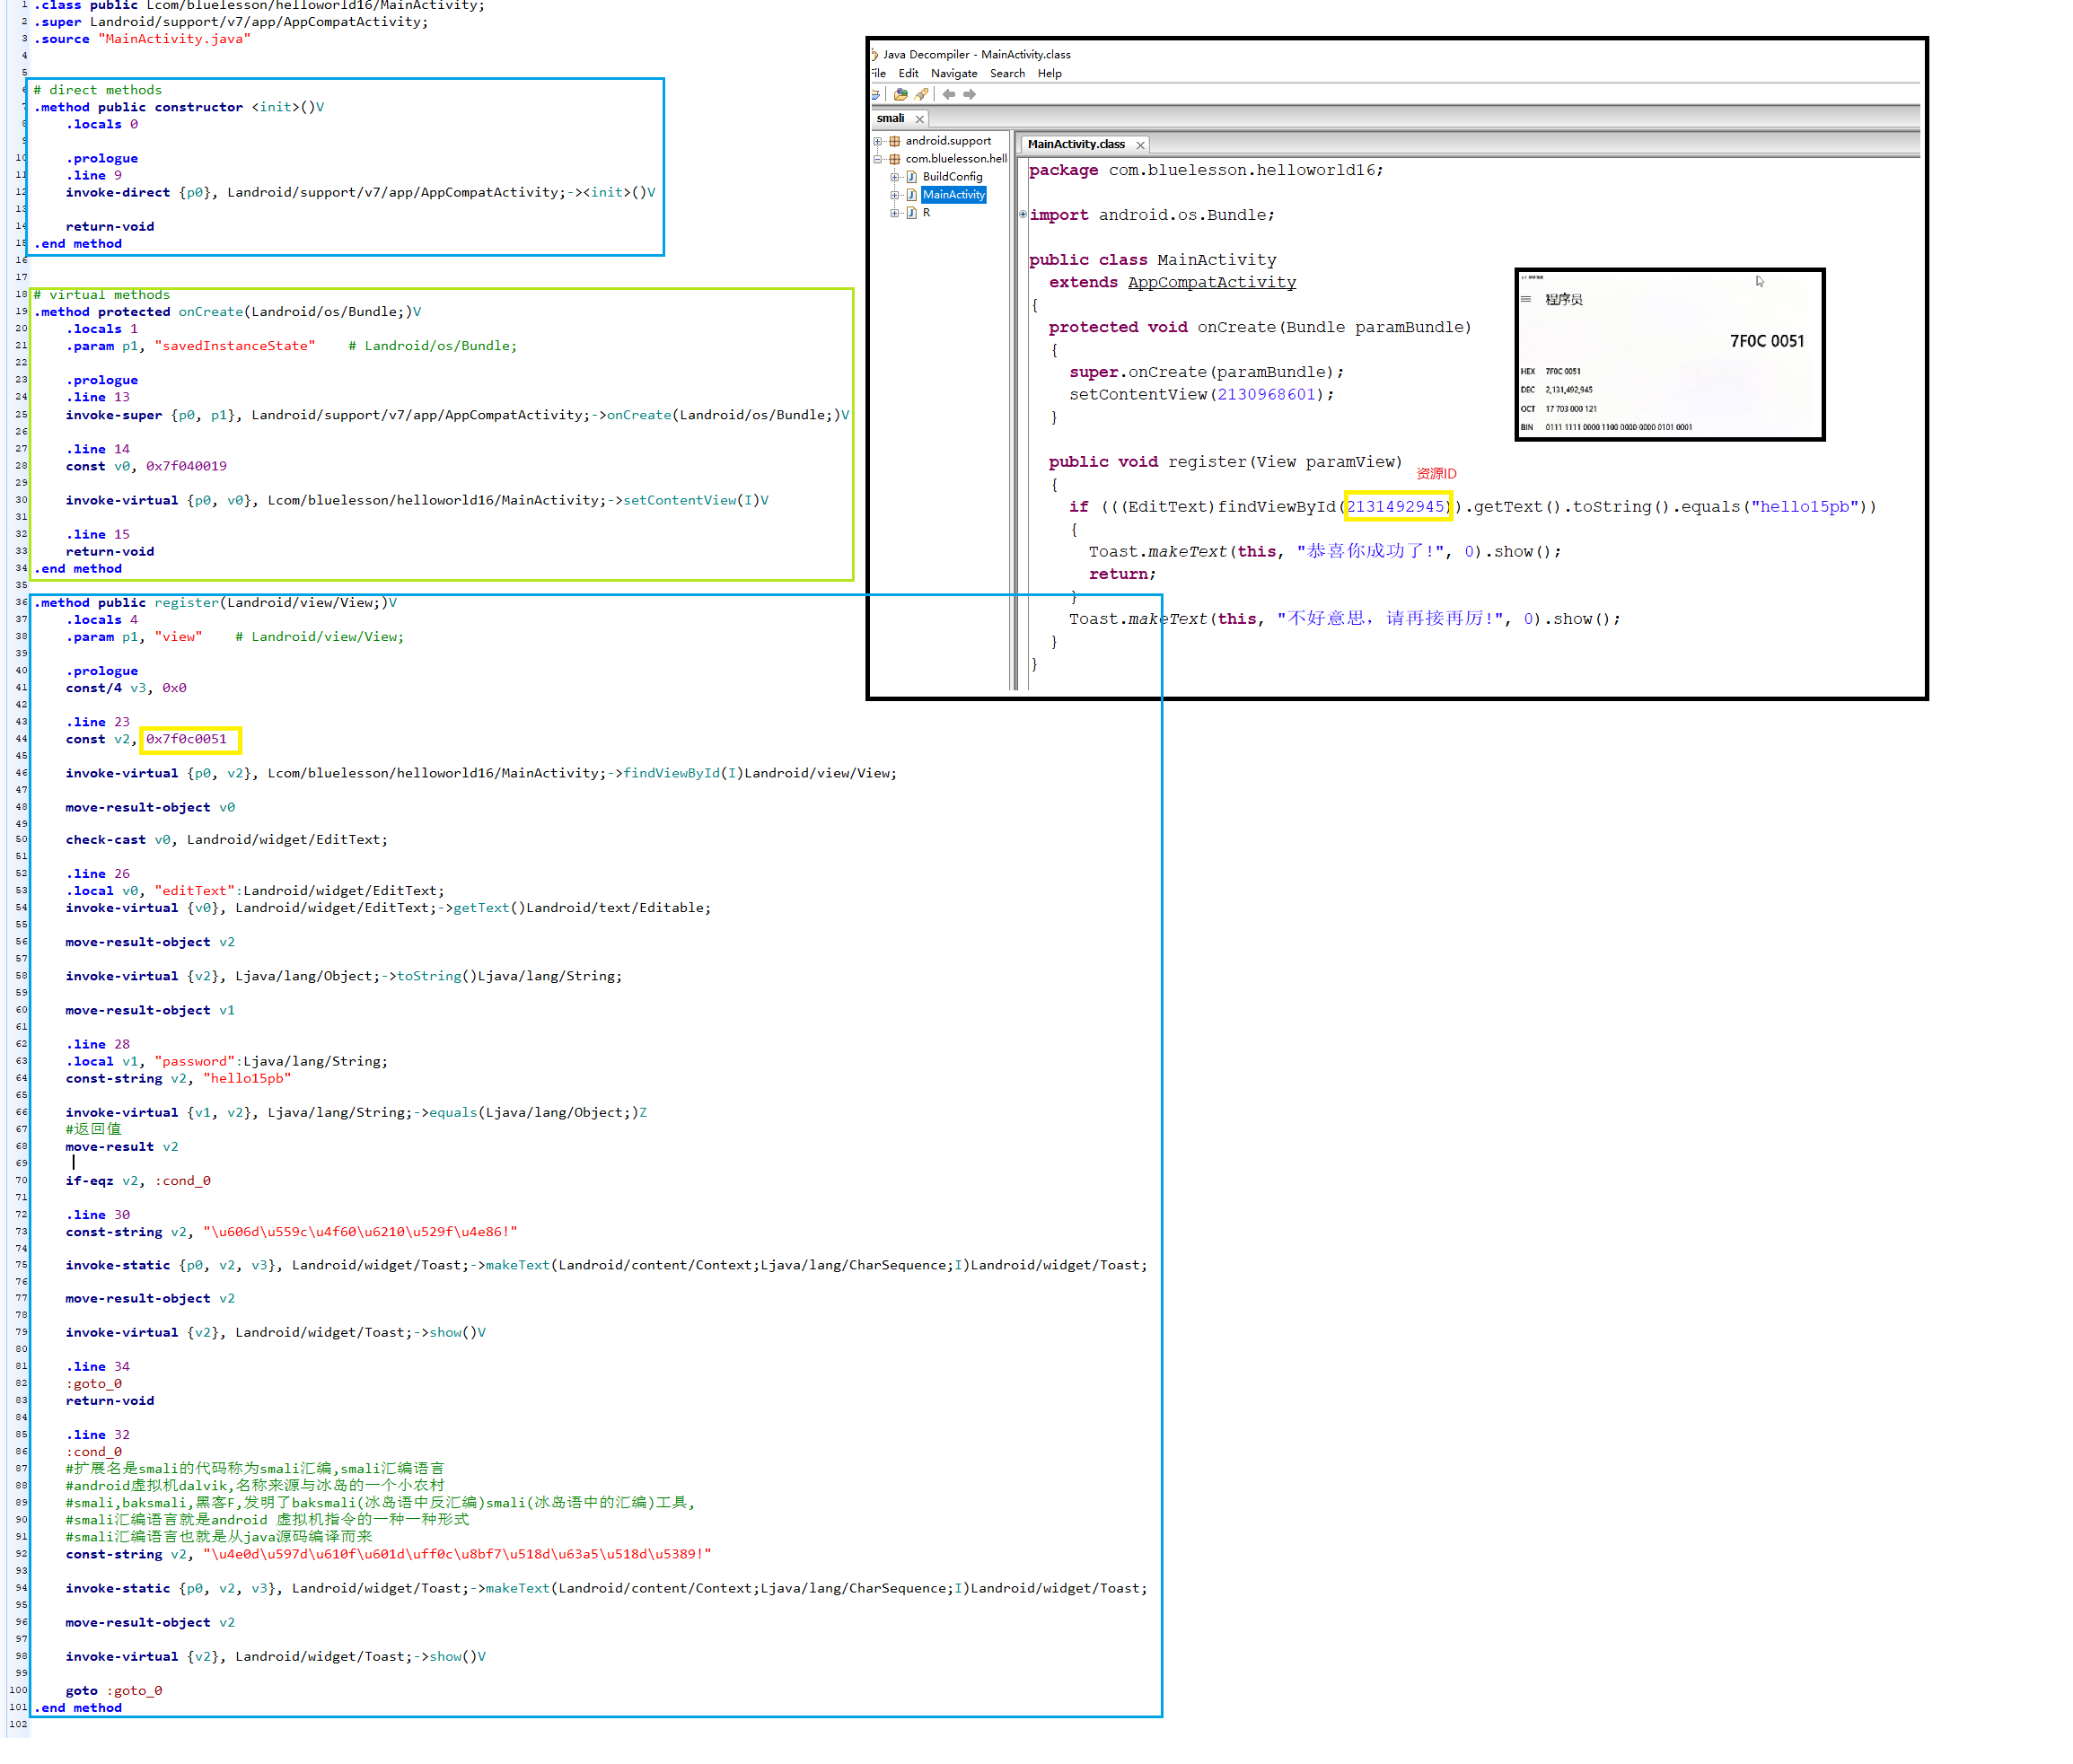 1 .class public Lcom/bluelesson/helloworld16/MainActivity;
2 .super Landroid/support/v7/app/AppCompatActivity;
3 .source "MainActivity.java"
4
5
6 # direct methods
7 .method public constructor <init>()V
8 .locals 0
9
10 .prologue
11 .line 9
12 invoke-direct {p0}, Landroid/support/v7/app/AppCompatActivity;-><init>()V
13
14 return-void
15 .end method
16
17
18 # virtual methods
19 .method protected onCreate(Landroid/os/Bundle;)V
20 .locals 1
21 .param p1, "savedInstanceState"    # Landroid/os/Bundle;
22
23 .prologue
24 .line 13
25 invoke-super {p0, p1}, Landroid/support/v7/app/AppCompatActivity;->onCreate(Landroid/os/Bundle;)V
26
27 .line 14
28 const v0, 0x7f040019
29
30 invoke-virtual {p0, v0}, Lcom/bluelesson/helloworld16/MainActivity;->setContentView(I)V
31
32 .line 15
33 return-void
34 .end method
35
36 .method public register(Landroid/view/View;)V
37 .locals 4
38 .param p1, "view"    # Landroid/view/View;
39
40 .prologue
41 const/4 v3, 0x0
42
43 .line 23
44 const v2, 0x7f0c0051
45
46 invoke-virtual {p0, v2}, Lcom/bluelesson/helloworld16/MainActivity;->findViewById(I)Landroid/view/View;
47
48 move-result-object v0
49
50 check-cast v0, Landroid/widget/EditText;
51
52 .line 26
53 .local v0, "editText":Landroid/widget/EditText;
54 invoke-virtual {v0}, Landroid/widget/EditText;->getText()Landroid/text/Editable;
55
56 move-result-object v2
57
58 invoke-virtual {v2}, Ljava/lang/Object;->toString()Ljava/lang/String;
59
60 move-result-object v1
61
62 .line 28
63 .local v1, "password":Ljava/lang/String;
64 const-string v2, "hello15pb"
65
66 invoke-virtual {v1, v2}, Ljava/lang/String;->equals(Ljava/lang/Object;)Z
67 #返回值
68 move-result v2
69
70 if-eqz v2, :cond_0
71
72 .line 30
73 const-string v2, "\u606d\u559c\u4f60\u6210\u529f\u4e86!"
74
75 invoke-static {p0, v2, v3}, Landroid/widget/Toast;->makeText(Landroid/content/Context;Ljava/lang/CharSequence;I)Landroid/widget/Toast;
76
77 move-result-object v2
78
79 invoke-virtual {v2}, Landroid/widget/Toast;->show()V
80
81 .line 34
82 :goto_0
83 return-void
84
85 .line 32
86 :cond_0
87 #扩展名是smali的代码称为smali汇编,smali汇编语言
88 #android虚拟机dalvik,名称来源与冰岛的一个小农村
89 #smali,baksmali,黑客F,发明了baksmali(冰岛语中反汇编)smali(冰岛语中的汇编)工具,
90 #smali汇编语言就是android 虚拟机指令的一种一种形式
91 #smali汇编语言也就是从java源码编译而来
92 const-string v2, "\u4e0d\u597d\u610f\u601d\uff0c\u8bf7\u518d\u63a5\u518d\u5389!"
93
94 invoke-static {p0, v2, v3}, Landroid/widget/Toast;->makeText(Landroid/content/Context;Ljava/lang/CharSequence;I)Landroid/widget/Toast;
95
96 move-result-object v2
97
98 invoke-virtual {v2}, Landroid/widget/Toast;->show()V
99
100 goto :goto_0
101 .end method
102
Java Decompiler - MainActivity.class
File Edit Navigate Search Help
smali
android.support
com.bluelesson.hell
BuildConfig
MainActivity
R
MainActivity.class
package com.bluelesson.helloworld16;
import android.os.Bundle;
public class MainActivity
extends AppCompatActivity
{
protected void onCreate(Bundle paramBundle)
{
super.onCreate(paramBundle);
setContentView(2130968601);
}
public void register(View paramView)
资源ID
{
if (((EditText)findViewById(2131492945)).getText().toString().equals("hello15pb"))
{
Toast.makeText(this, "恭喜你成功了!", 0).show();
return;
}
Toast.makeText(this, "不好意思，请再接再厉!", 0).show();
}
}
程序员
7F0C 0051
HEX 7F0C 0051
DEC 2,131,492,945
OCT 17 703 000 121
BIN 0111 1111 0000 1100 0000 0000 0101 0001